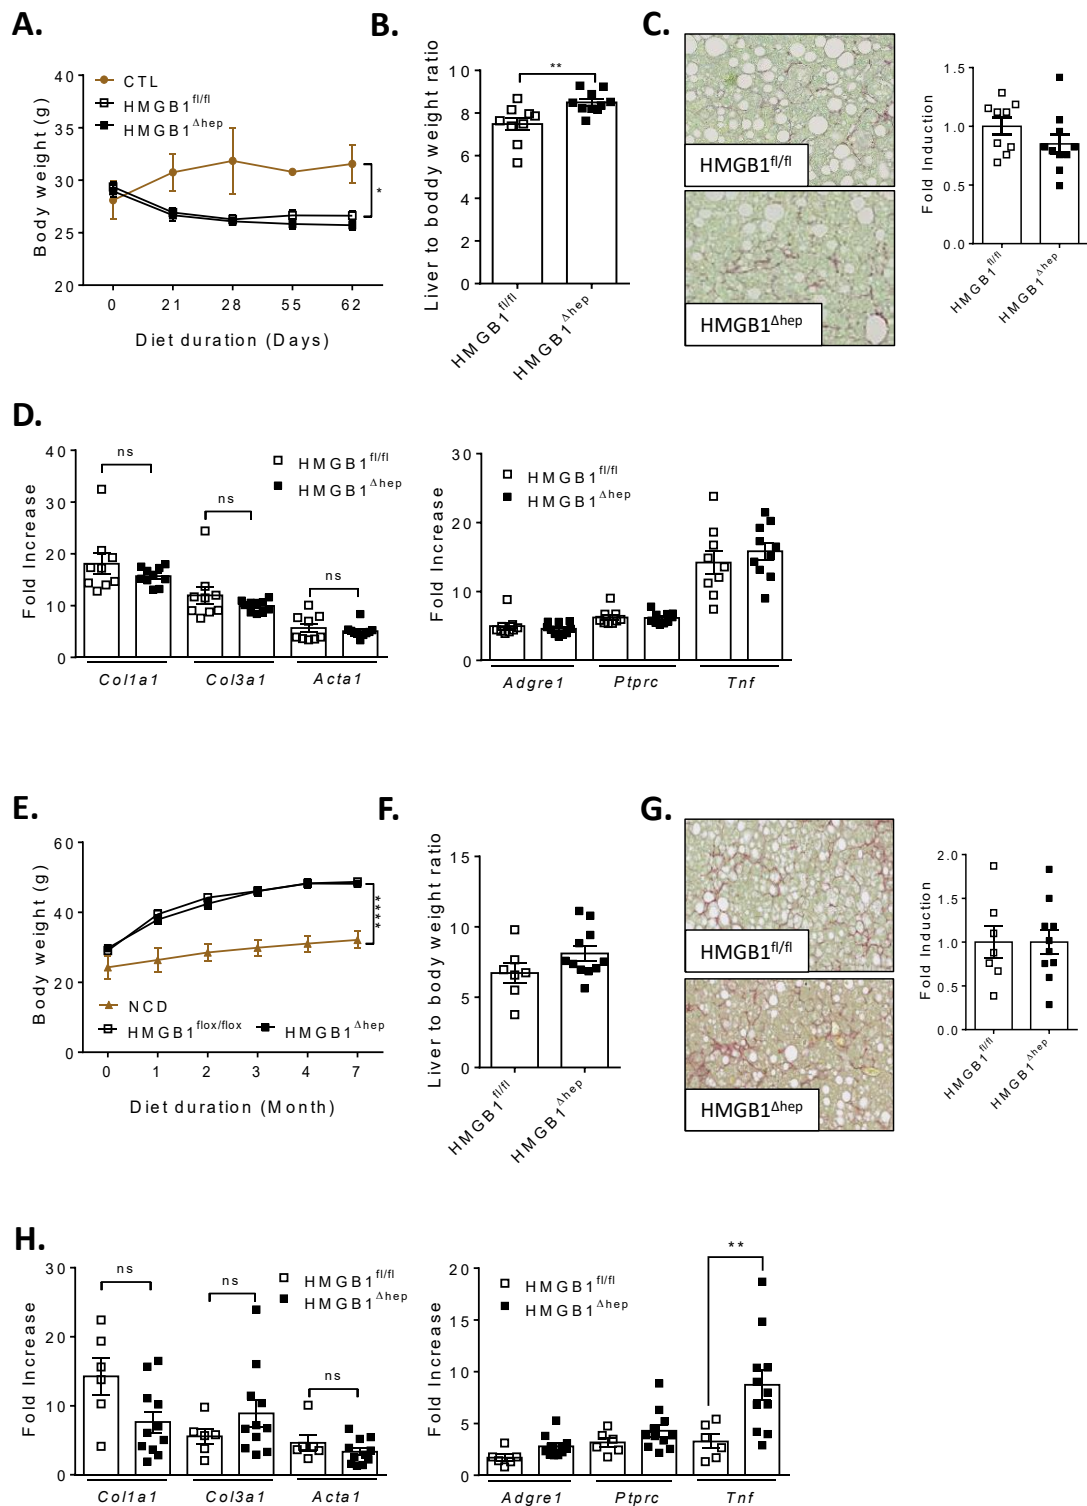 A.
B.
C.
40
35
30
25
20
Body weight (g)
CTL
HMGB1fl/fl
HMGB1Δhep
*
0 21 28 55 62
Diet duration (Days)
10
8
6
4
2
0
Liver to boddy weight ratio
**
HMGB1fl/fl
HMGB1Δhep
HMGB1fl/fl
HMGB1Δhep
1.5
1.0
0.5
0.0
Fold Induction
HMGB1fl/fl
HMGB1Δhep
D.
40
30
20
10
0
Fold Increase
ns
ns
ns
HMGB1fl/fl
HMGB1Δhep
Col1a1 Col3a1 Acta1
30
20
10
0
Fold Increase
HMGB1fl/fl
HMGB1Δhep
Adgre1 Ptprc Tnf
E.
F.
G.
60
40
20
0
Body weight (g)
****
NCD
HMGB1flox/flox HMGB1Δhep
0 1 2 3 4 7
Diet duration (Month)
15
10
5
0
Liver to body weight ratio
HMGB1fl/fl
HMGB1Δhep
HMGB1fl/fl
HMGB1Δhep
2.0
1.5
1.0
0.5
0.0
Fold Induction
HMGB1fl/fl
HMGB1Δhep
H.
30
20
10
0
Fold Increase
ns
ns
ns
HMGB1fl/fl
HMGB1Δhep
Col1a1 Col3a1 Acta1
20
15
10
5
0
Fold Increase
HMGB1fl/fl
HMGB1Δhep
**
Adgre1 Ptprc Tnf